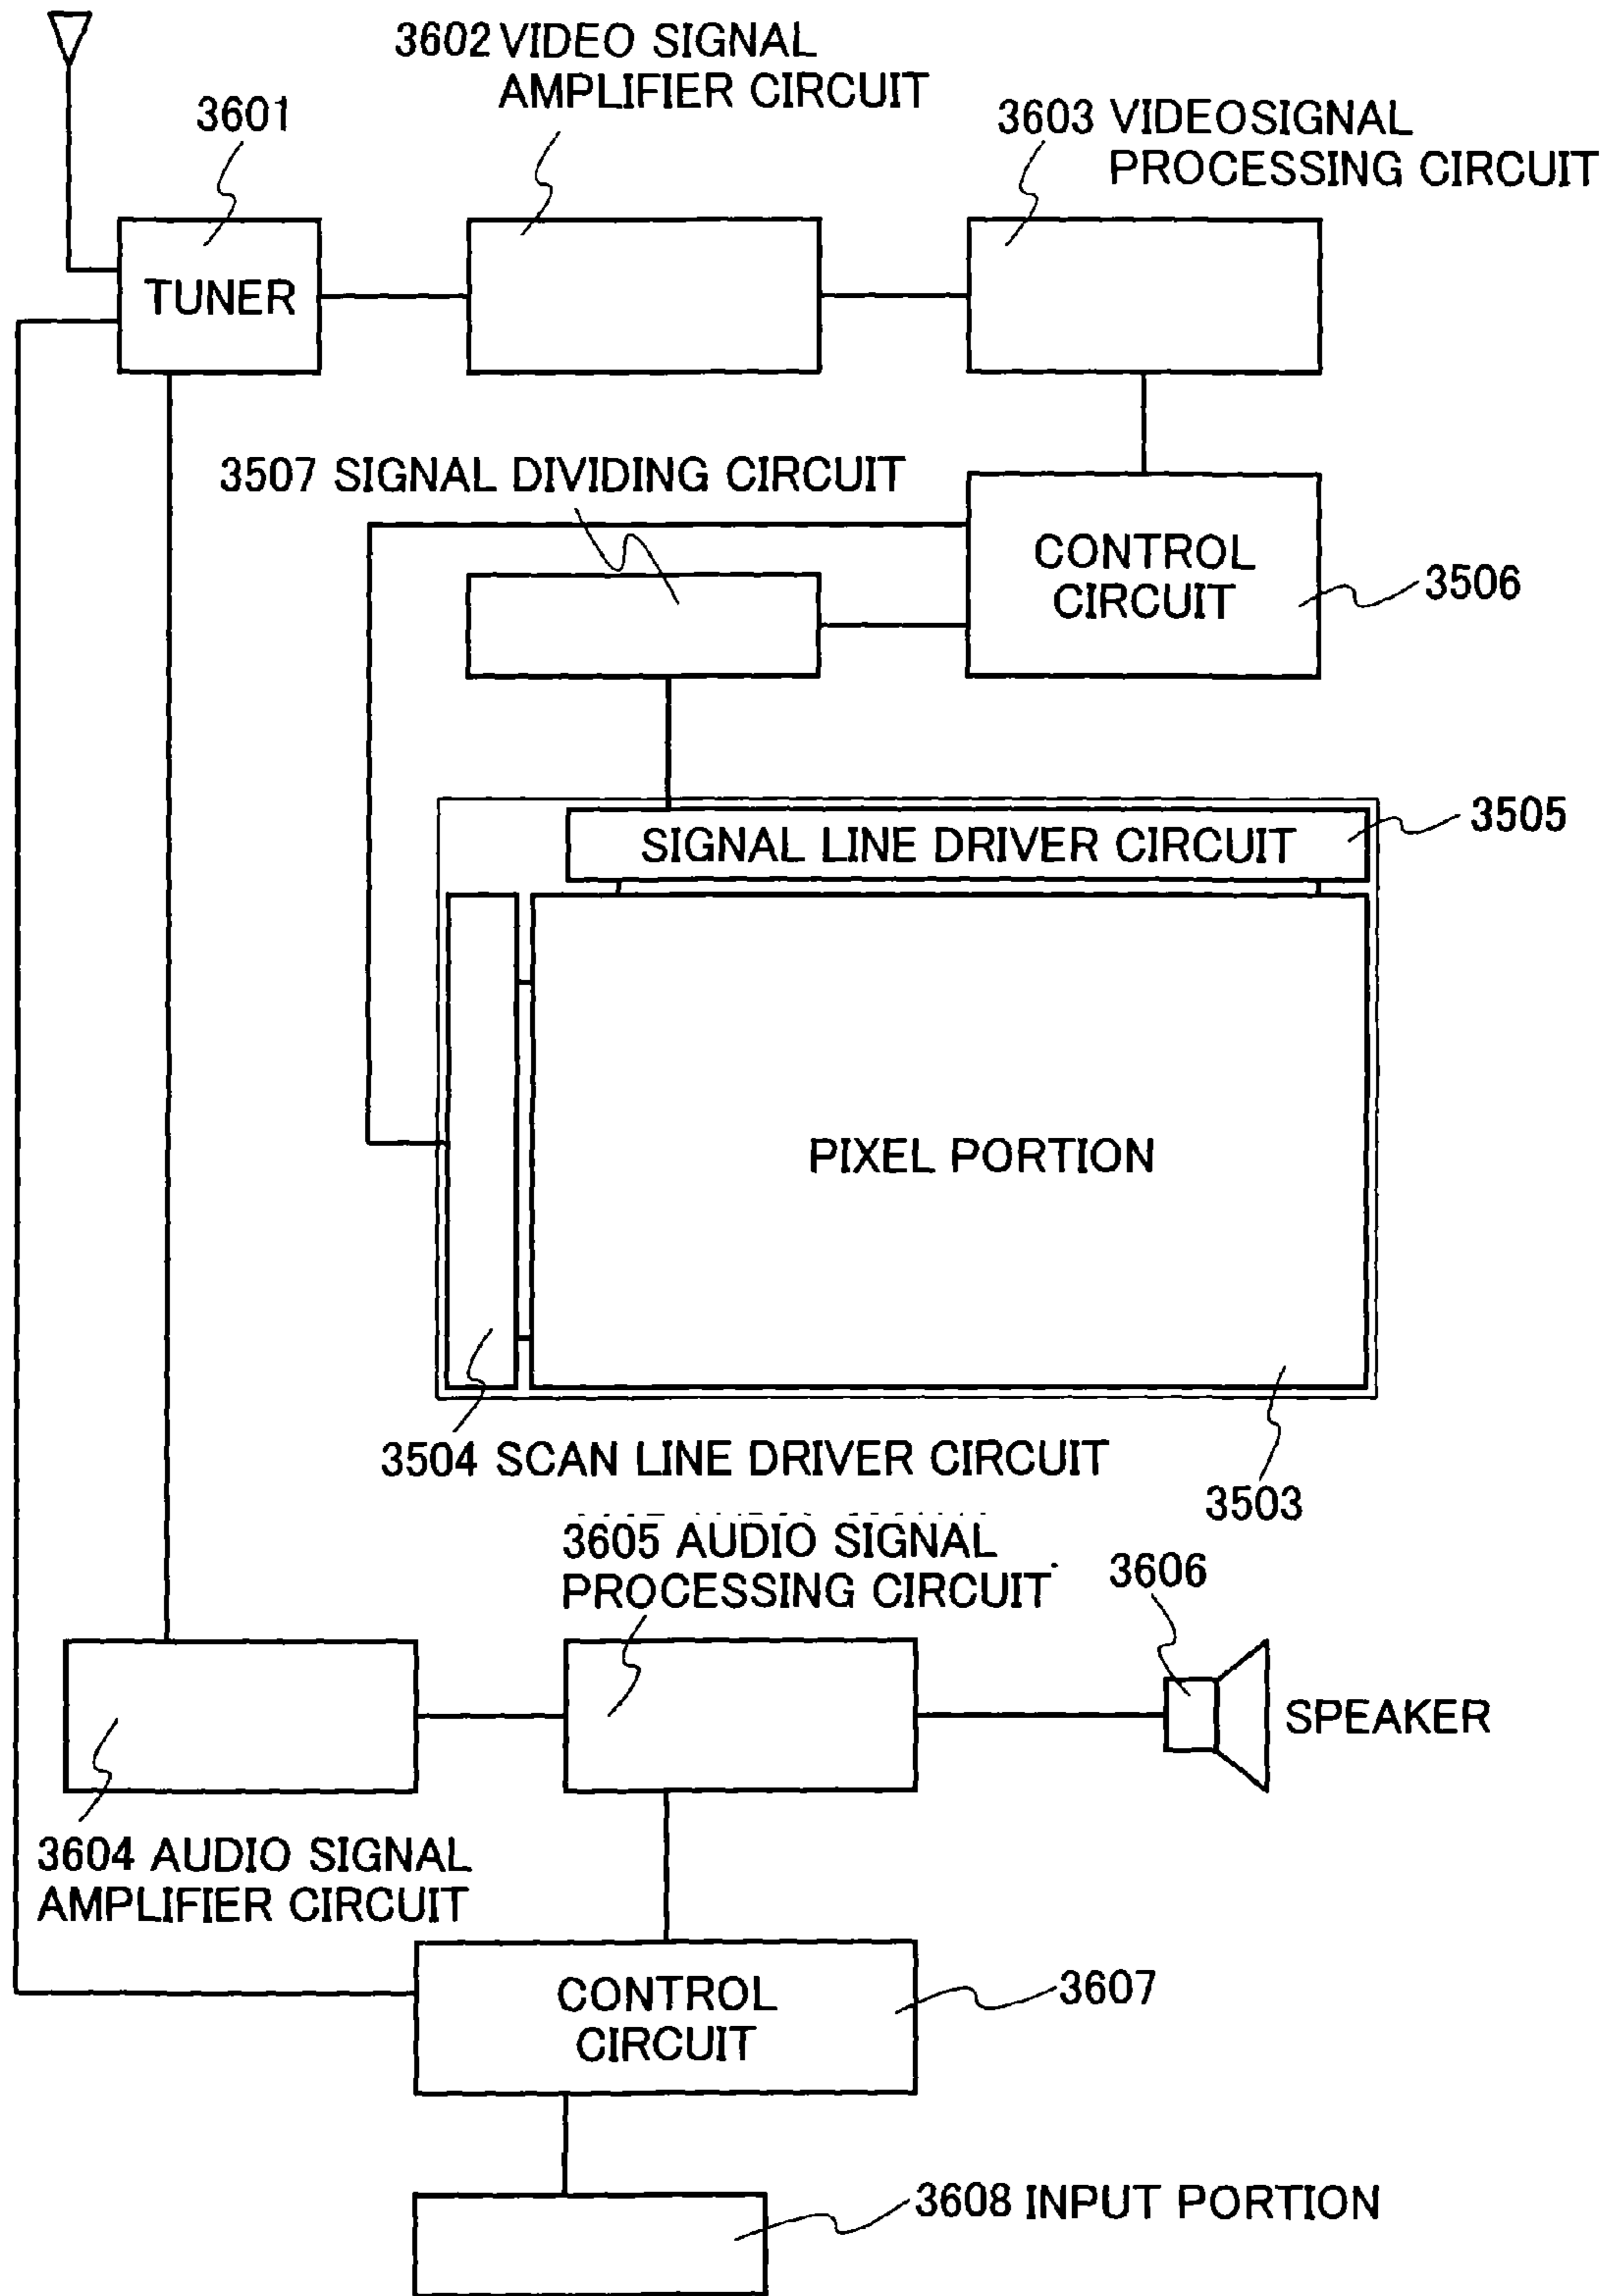 3602 VIDEO SIGNAL
AMPLIFIER CIRCUIT
3601
3603 VIDEOSIGNAL
PROCESSING CIRCUIT
TUNER
3507 SIGNAL DIVIDING CIRCUIT
CONTROL
CIRCUIT
3506
3505
SIGNAL LINE DRIVER CIRCUIT
PIXEL PORTION
3504 SCAN LINE DRIVER CIRCUIT
3503
3605 AUDIO SIGNAL
PROCESSING CIRCUIT
3606
SPEAKER
3604 AUDIO SIGNAL
AMPLIFIER CIRCUIT
CONTROL
CIRCUIT
3607
3608 INPUT PORTION